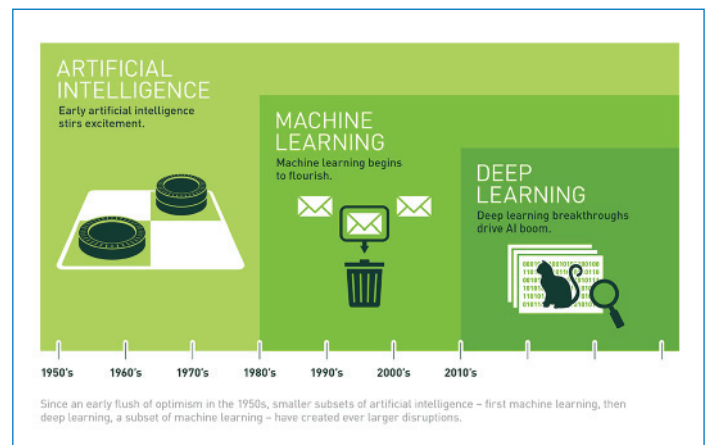 ARTIFICIAL
INTELLIGENCE
Early artificial intelligence
stirs excitement.
MACHINE
LEARNING
Machine learning begins
to flourish.
DEEP
LEARNING
Deep learning breakthroughs
drive AI boom.
1950's 1960's 1970's 1980's 1990's 2000's 2010's
Since an early flush of optimism in the 1950s, smaller subsets of artificial intelligence – first machine learning, then
deep learning, a subset of machine learning – have created ever larger disruptions.